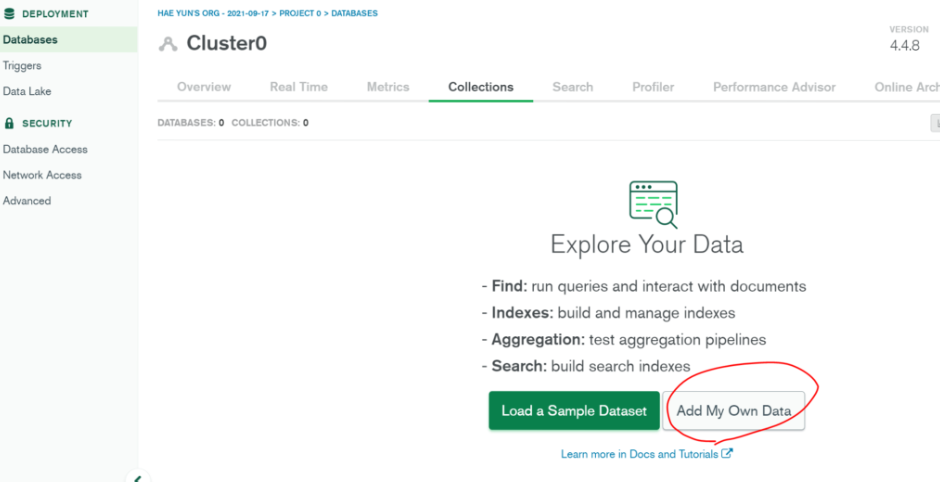 DEPLOYMENT
Databases
Triggers
Data Lake
SECURITY
Database Access
Network Access
Advanced
HAE YUN'S ORG - 2021-09-17 > PROJECT 0 > DATABASES
Cluster0
VERSION
4.4.8
Overview Real Time Metrics Collections Search Profiler Performance Advisor Online Arch
DATABASES: 0 COLLECTIONS: 0
Explore Your Data
- Find: run queries and interact with documents
- Indexes: build and manage indexes
- Aggregation: test aggregation pipelines
- Search: build search indexes
Load a Sample Dataset Add My Own Data
Learn more in Docs and Tutorials